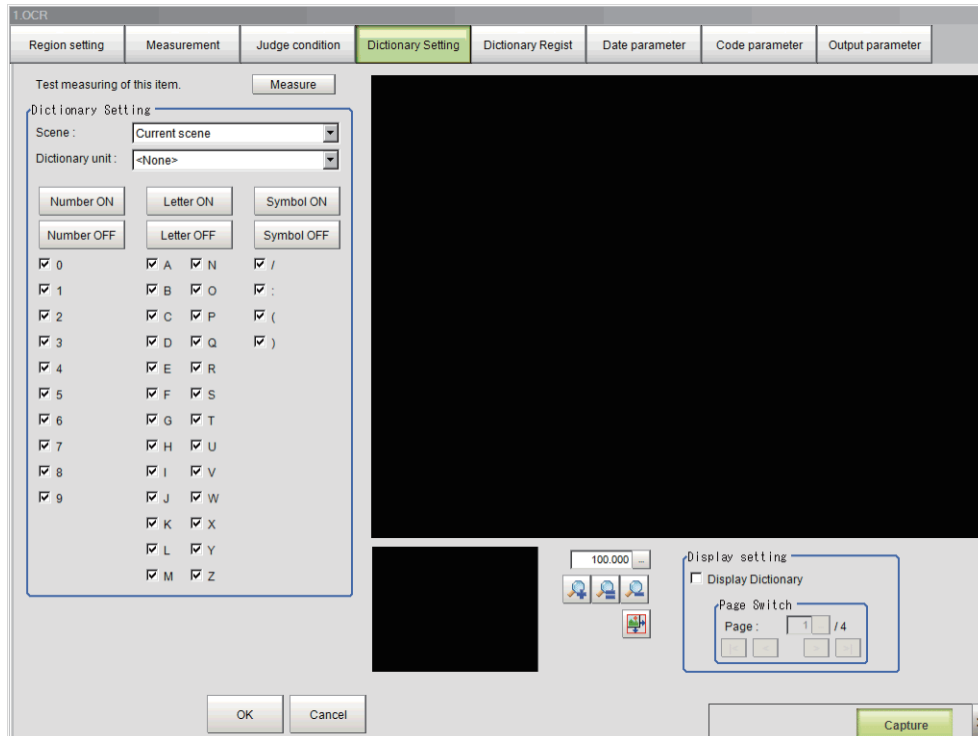 1.OCR
Region setting Measurement Judge condition Dictionary Setting Dictionary Regist Date parameter Code parameter Output parameter
Test measuring of this item. Measure
Dictionary Setting
Scene : Current scene
Dictionary unit : <None>
Number ON Letter ON Symbol ON
Number OFF Letter OFF Symbol OFF
0 A N /
1 B O :
2 C P (
3 D Q )
4 E R
5 F S
6 G T
7 H U
8 I V
9 J W
K X
L Y
M Z
100.000 ...
Display setting
Display Dictionary
Page Switch
Page : 1 ... / 4
|< < > >|
OK Cancel
Capture